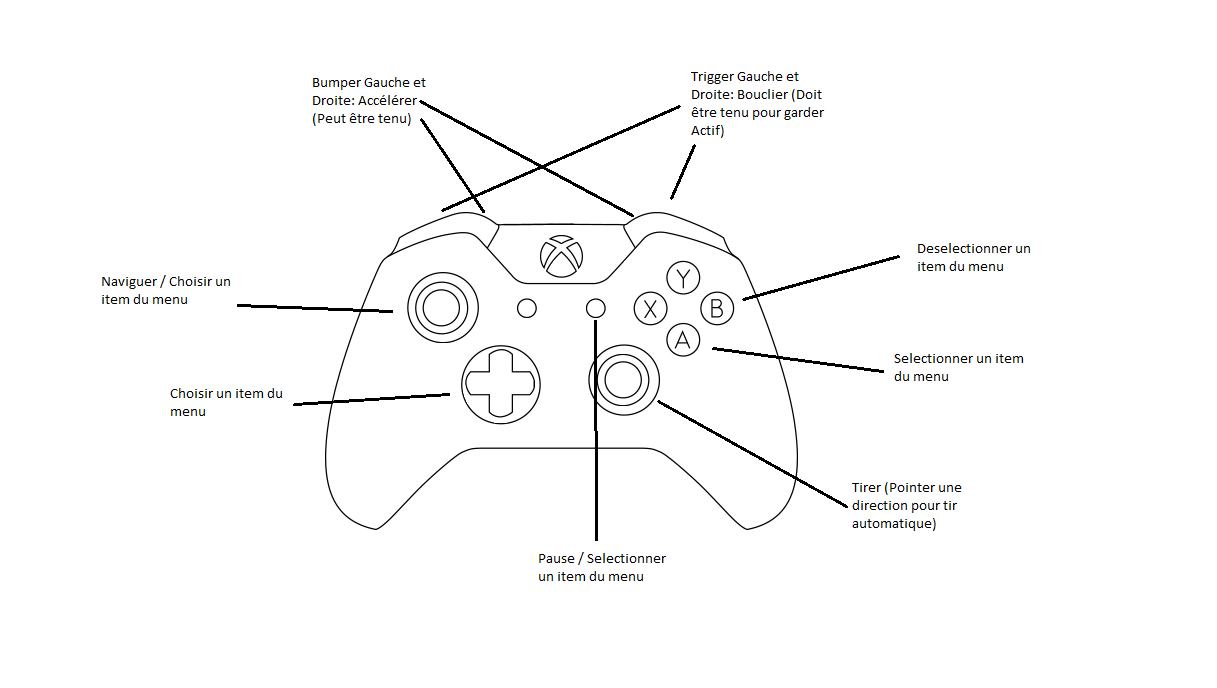 Bumper Gauche et
Droite: Accélérer
(Peut être tenu)
Trigger Gauche et
Droite: Bouclier (Doit
être tenu pour garder
Actif)
Naviguer / Choisir un
item du menu
Deselectionner un
item du menu
Y
X
B
A
Selectionner un item
du menu
Choisir un item du
menu
Tirer (Pointer une
direction pour tir
automatique)
Pause / Selectionner
un item du menu